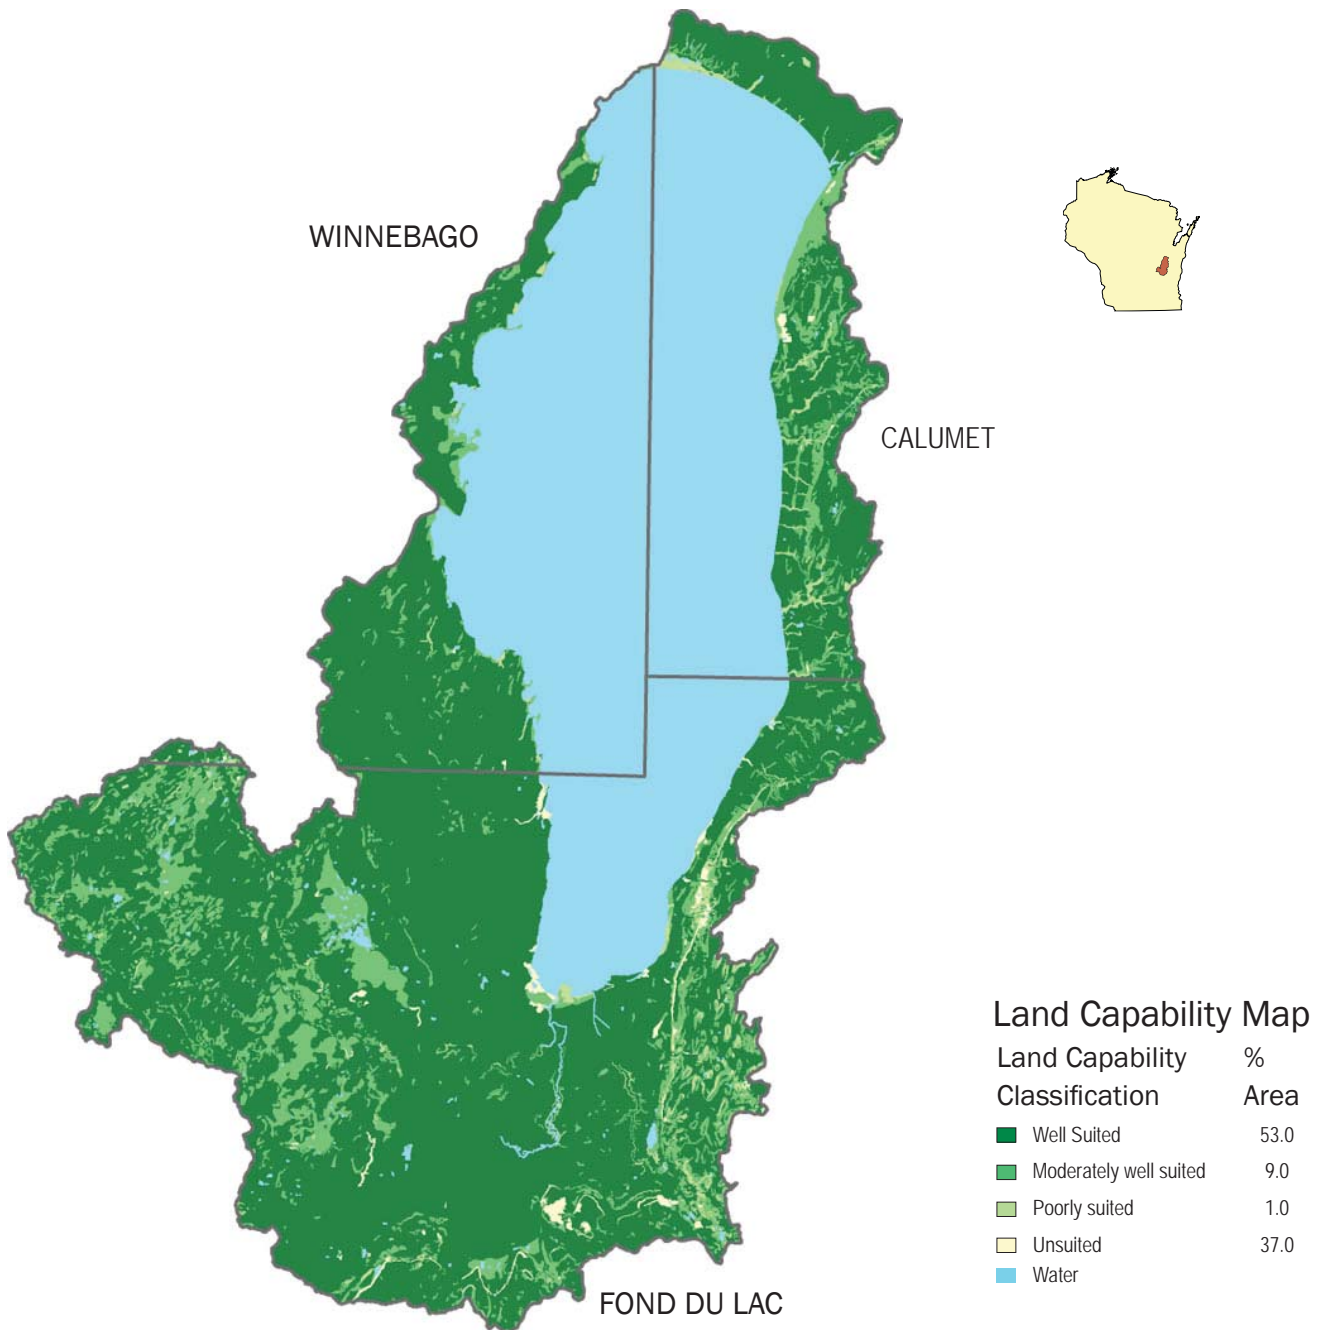 WINNEBAGO
CALUMET
FOND DU LAC
Land Capability Map
Land Capability %
Classification Area
Well Suited 53.0
Moderately well suited 9.0
Poorly suited 1.0
Unsuited 37.0
Water